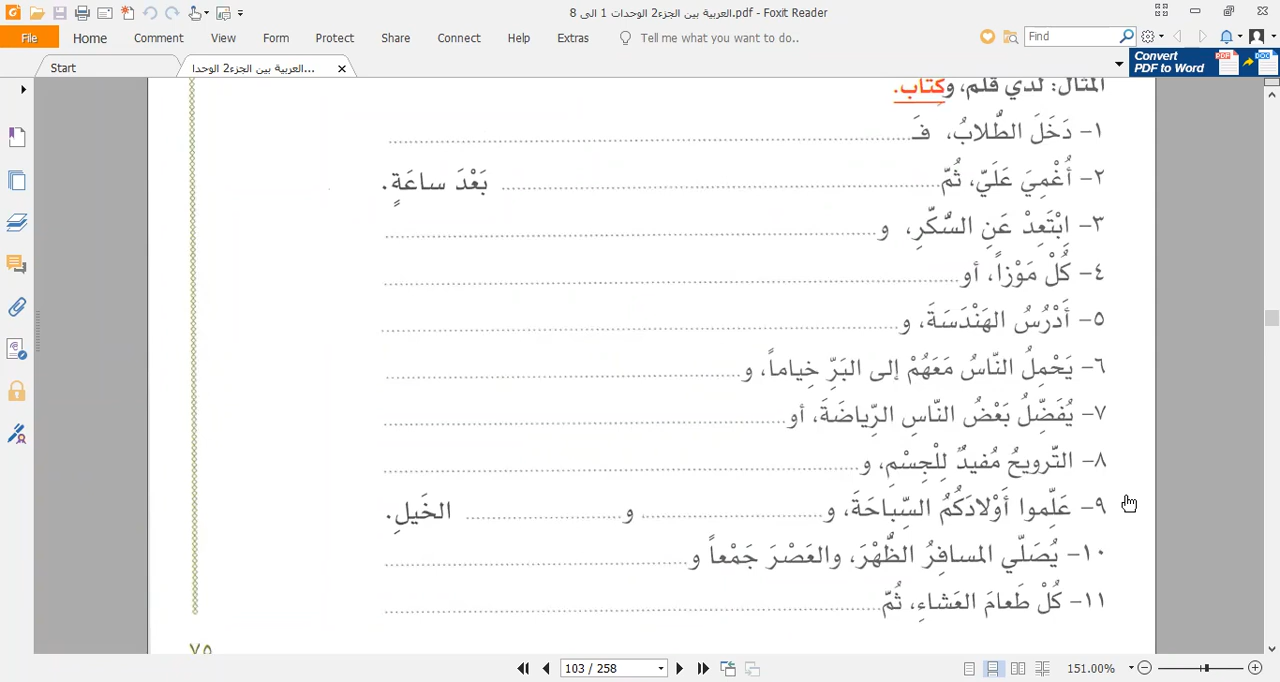 العربية بين الجزء2 الوحدات 1 الى 8.pdf - Foxit Reader
File Home Comment View Form Protect Share Connect Help Extras Tell me what you want to do.. Find
Start العربية بين الجزء2 الوحدا... Convert
PDF to Word
المثال: لدي قلم، وكِتاب.
١- دَخَلَ الطُّلابُ، فَـ ........
٢- أُغْمِيَ عَلَيّ، ثُمّ ........ بَعْدَ ساعَةٍ.
٣- اِبْتَعِدْ عَنِ السُّكّرِ، و ........
٤- كُلْ مَوْزاً، أو ........
٥- أَدْرُسُ الهَنْدَسَةَ، و ........
٦- يَحْمِلُ النّاسُ مَعَهُمْ إلى البَرِّ خِياماً، و ........
٧- يُفَضِّلُ بَعْضُ النّاسِ الرِّياضَةَ، أو ........
٨- التّرويحُ مُفيدٌ لِلْجِسْمِ، و ........
٩- عَلِّموا أَوْلادَكُمُ السِّباحَةَ، و ........ و ........ الخَيلِ.
١٠- يُصَلّي المسافِرُ الظُّهْرَ، والعَصْرَ جَمْعاً و ........
١١- كُلْ طَعامَ العَشاءِ، ثُمّ ........
٧٥
103 / 258 151.00%